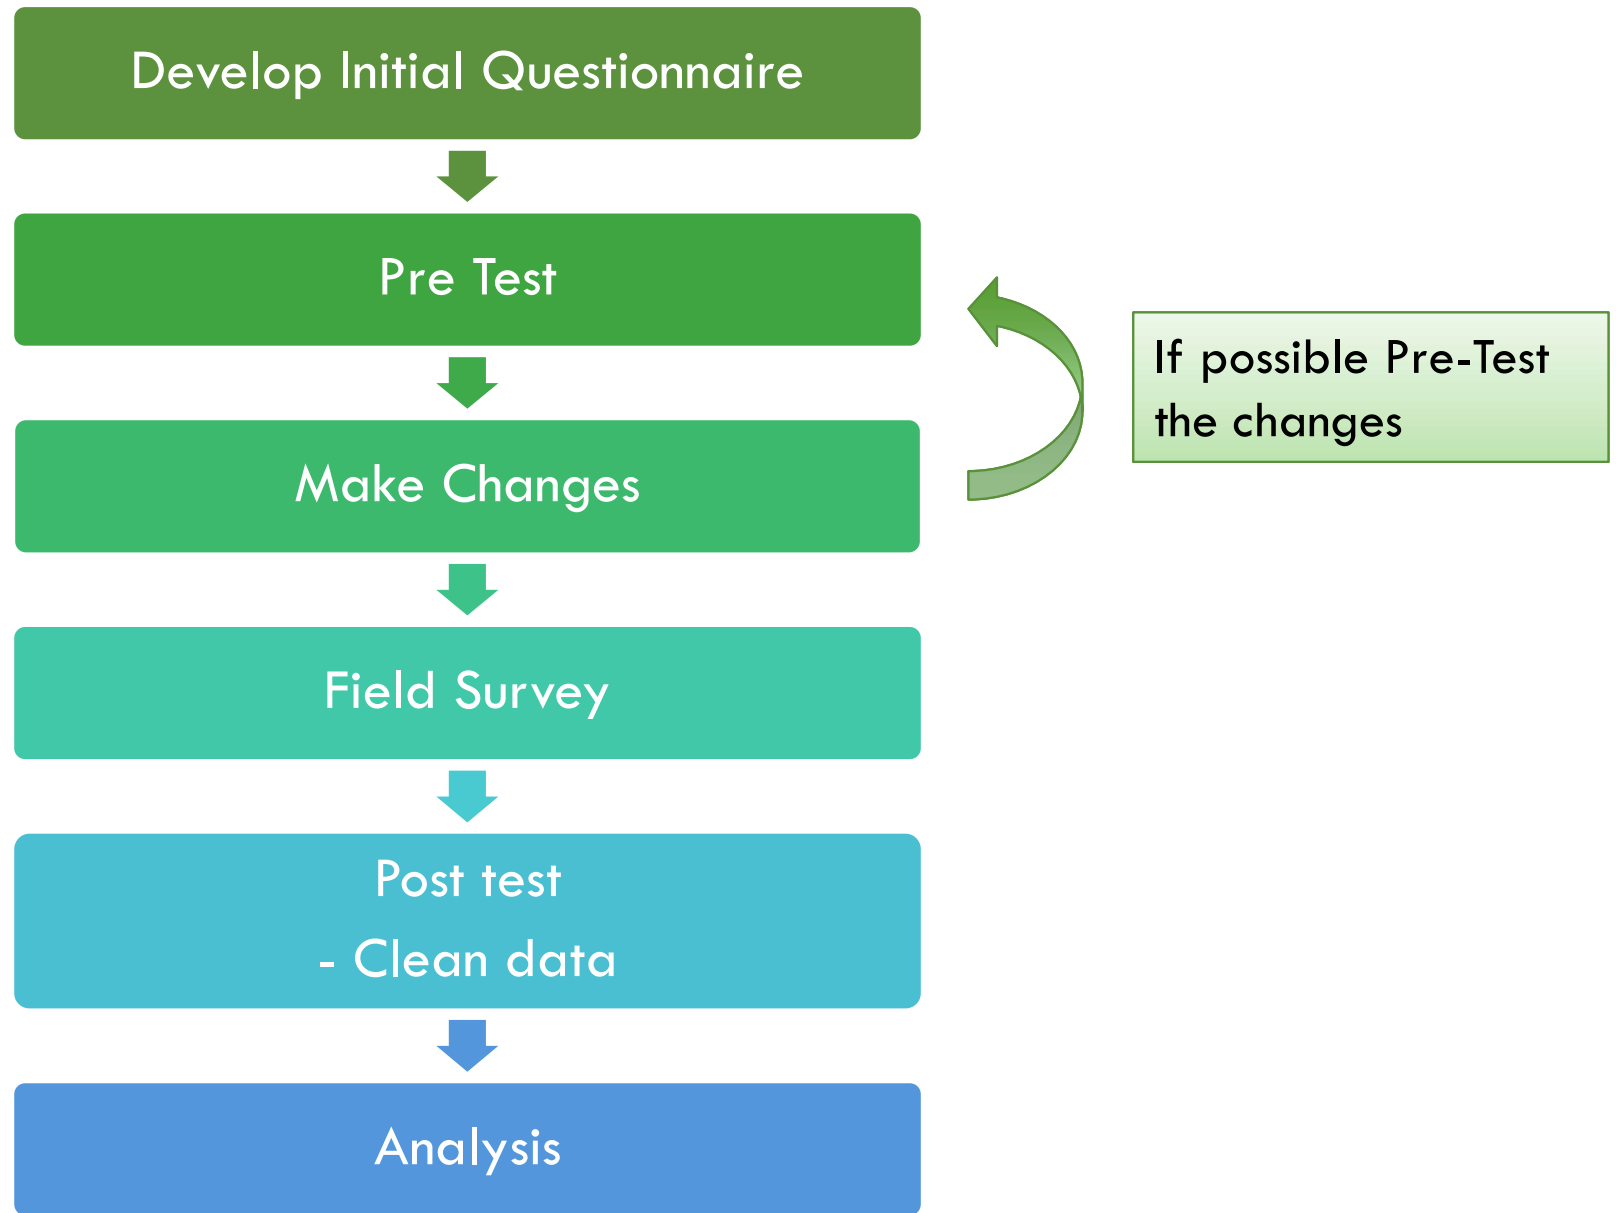 Develop Initial Questionnaire
Pre Test
If possible Pre-Test
the changes
Make Changes
Field Survey
Post test
- Clean data
Analysis